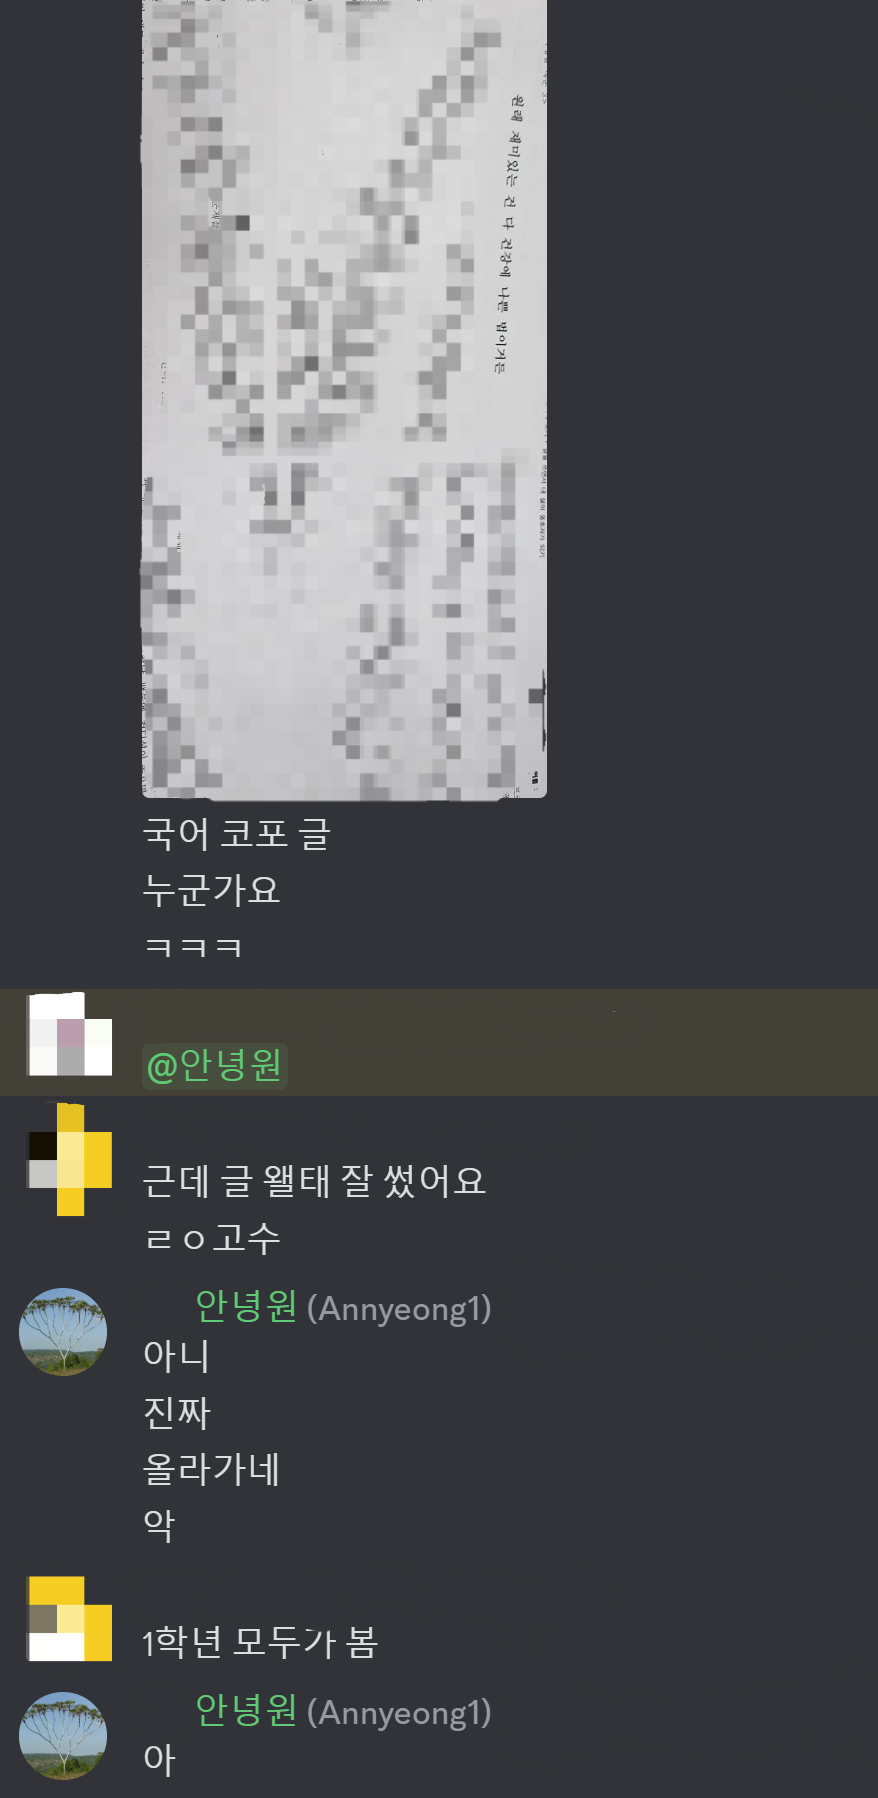 원래 재미있는 건 다 건강에 나쁜 법이거든
국어 코포 글
누군가요
ㅋㅋㅋ
@안녕원
근데 글 왤태 잘 썼어요
ㄹㅇ고수
안녕원 (Annyeong1)
아니
진짜
올라가네
악
1학년 모두가 봄
안녕원 (Annyeong1)
아